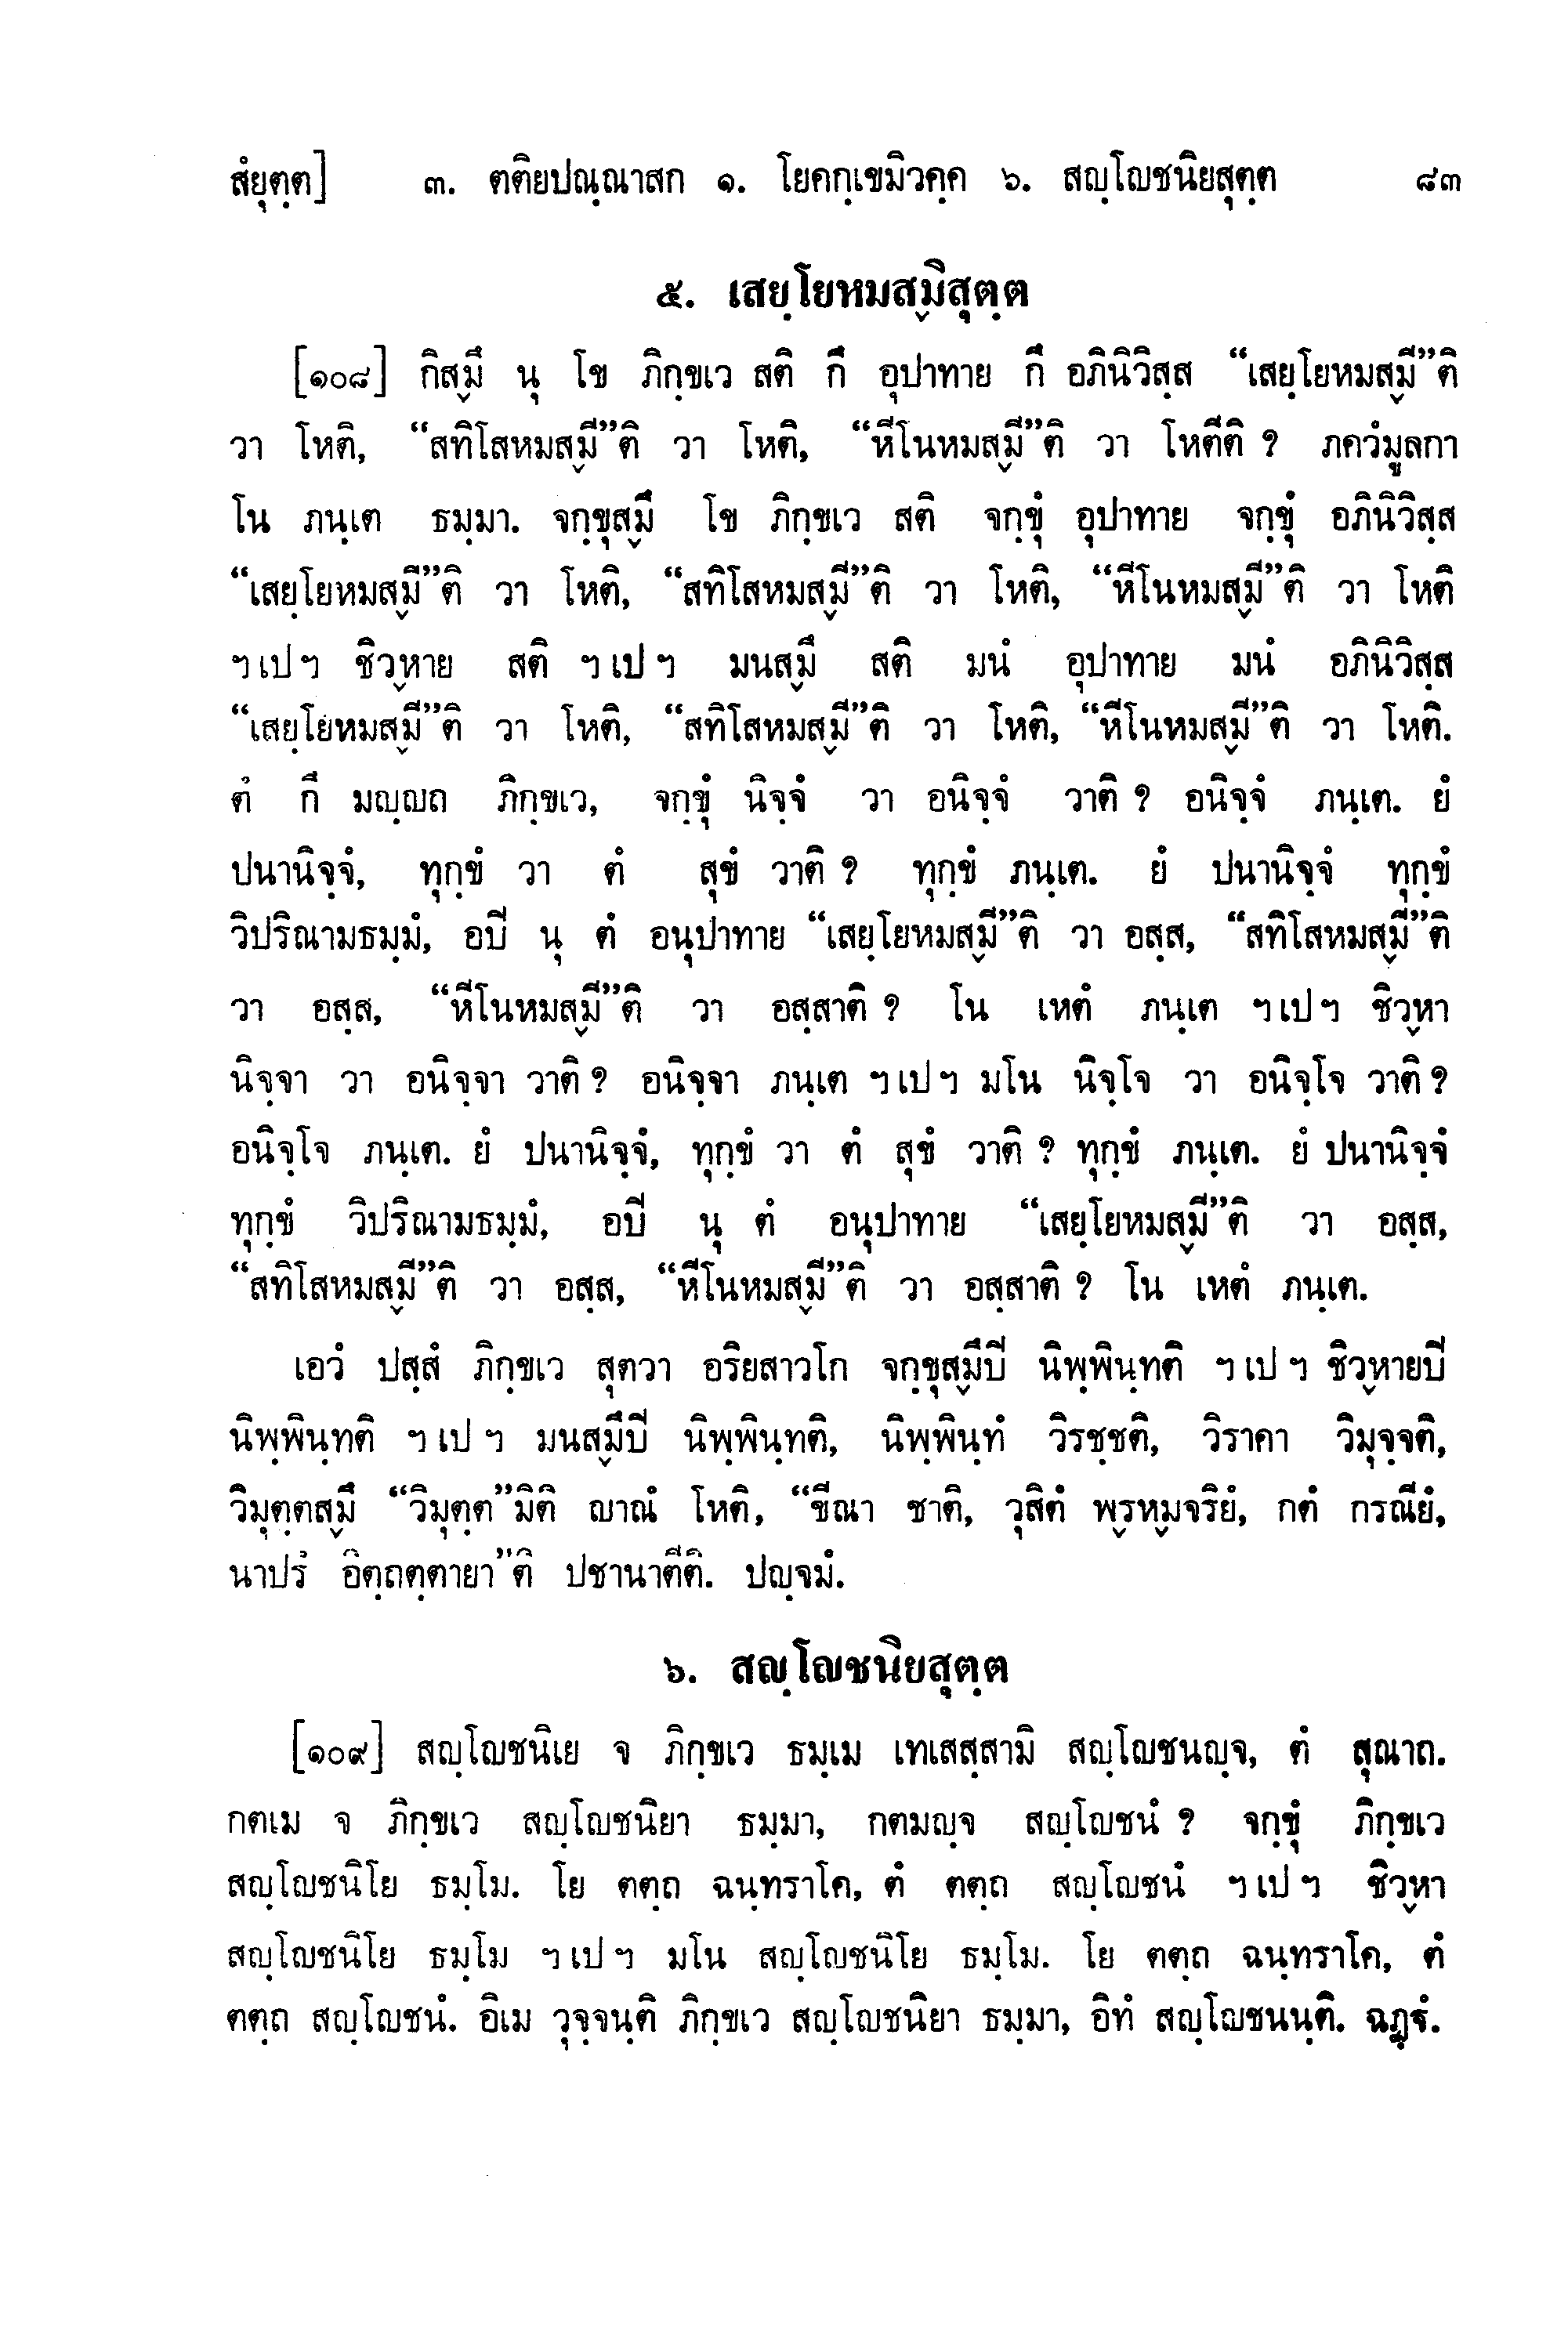 สํยุตฺต] ๓. ตติยปณฺณาสก ๑. โยคกฺเขมิวคฺค ๖. สญฺโญชนิยสุตฺต ๘๓
๕. เสยฺโยหมส๎มิสุตฺต
[๑๐๘] กิส๎มึ นุ โข ภิกฺขเว สติ กึ อุปาทาย กึ อภินิวิสฺส “เสยฺโยหมส๎มี”ติ
วา โหติ, “สทิโสหมส๎มี”ติ วา โหติ, “หีโนหมส๎มี”ติ วา โหตีติ ? ภควํมูลกา
โน ภนฺเต ธมฺมา. จกฺขุส๎มึ โข ภิกฺขเว สติ จกฺขุํ อุปาทาย จกฺขุํ อภินิวิสฺส
“เสยฺโยหมส๎มี”ติ วา โหติ, “สทิโสหมส๎มี”ติ วา โหติ, “หีโนหมส๎มี”ติ วา โหติ
ฯเปฯ ชิว๎หาย สติ ฯเปฯ มนส๎มึ สติ มนํ อุปาทาย มนํ อภินิวิสฺส
“เสยฺโยหมส๎มี”ติ วา โหติ, “สทิโสหมส๎มี”ติ วา โหติ, “หีโนหมส๎มี”ติ วา โหติ.
ตํ กึ มญฺญถ ภิกฺขเว, จกฺขุํ นิจฺจํ วา อนิจฺจํ วาติ ? อนิจฺจํ ภนฺเต. ยํ
ปนานิจฺจํ, ทุกฺขํ วา ตํ สุขํ วาติ ? ทุกฺขํ ภนฺเต. ยํ ปนานิจฺจํ ทุกฺขํ
วิปริณามธมฺมํ, อปิ นุ ตํ อนุปาทาย “เสยฺโยหมส๎มี”ติ วา อสฺส, “สทิโสหมส๎มี”ติ
วา อสฺส, “หีโนหมส๎มี”ติ วา อสฺสาติ ? โน เหตํ ภนฺเต ฯเปฯ ชิว๎หา
นิจฺจา วา อนิจฺจา วาติ ? อนิจฺจา ภนฺเต ฯเปฯ มโน นิจฺโจ วา อนิจฺโจ วาติ ?
อนิจฺโจ ภนฺเต. ยํ ปนานิจฺจํ, ทุกฺขํ วา ตํ สุขํ วาติ ? ทุกฺขํ ภนฺเต. ยํ ปนานิจฺจํ
ทุกฺขํ วิปริณามธมฺมํ, อปิ นุ ตํ อนุปาทาย “เสยฺโยหมส๎มี”ติ วา อสฺส,
“สทิโสหมส๎มี”ติ วา อสฺส, “หีโนหมส๎มี”ติ วา อสฺสาติ ? โน เหตํ ภนฺเต.
เอวํ ปสฺสํ ภิกฺขเว สุตวา อริยสาวโก จกฺขุส๎มึปิ นิพฺพินฺทติ ฯเปฯ ชิว๎หายปิ
นิพฺพินฺทติ ฯเปฯ มนส๎มึปิ นิพฺพินฺทติ, นิพฺพินฺทํ วิรชฺชติ, วิราคา วิมุจฺจติ,
วิมุตฺตส๎มึ “วิมุตฺต”มิติ ญาณํ โหติ, “ขีณา ชาติ, วุสิตํ พ๎รห๎มจริยํ, กตํ กรณียํ,
นาปรํ อิตฺถตฺตายา”ติ ปชานาตีติ. ปญฺจมํ.
๖. สญฺโญชนิยสุตฺต
[๑๐๙] สญฺโญชนิเย จ ภิกฺขเว ธมฺเม เทเสสฺสามิ สญฺโญชนญฺจ, ตํ สุณาถ.
กตเม จ ภิกฺขเว สญฺโญชนิยา ธมฺมา, กตมญฺจ สญฺโญชนํ ? จกฺขุํ ภิกฺขเว
สญฺโญชนิโย ธมฺโม. โย ตตฺถ ฉนฺทราโค, ตํ ตตฺถ สญฺโญชนํ ฯเปฯ ชิว๎หา
สญฺโญชนิโย ธมฺโม ฯเปฯ มโน สญฺโญชนิโย ธมฺโม. โย ตตฺถ ฉนฺทราโค, ตํ
ตตฺถ สญฺโญชนํ. อิเม วุจฺจนฺติ ภิกฺขเว สญฺโญชนิยา ธมฺมา, อิทํ สญฺโญชนนฺติ. ฉฏฺฐํ.